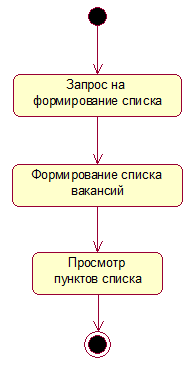 Запрос на
формирование списка
Формирование списка
вакансий
Просмотр
пунктов списка